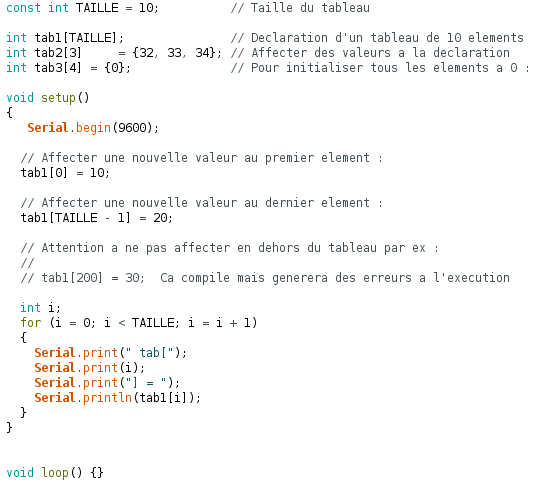 const int TAILLE = 10;          // Taille du tableau
int tab1[TAILLE];               // Declaration d'un tableau de 10 elements
int tab2[3]     = {32, 33, 34}; // Affecter des valeurs a la declaration
int tab3[4] = {0};              // Pour initialiser tous les elements a 0 :
void setup()
{
   Serial.begin(9600);
  // Affecter une nouvelle valeur au premier element :
  tab1[0] = 10;
  // Affecter une nouvelle valeur au dernier element :
  tab1[TAILLE - 1] = 20;
  // Attention a ne pas affecter en dehors du tableau par ex :
  //
  // tab1[200] = 30;  Ca compile mais generera des erreurs a l'execution
  int i;
  for (i = 0; i < TAILLE; i = i + 1)
  {
    Serial.print(" tab[");
    Serial.print(i);
    Serial.print("] = ");
    Serial.println(tab1[i]);
  }
}
void loop() {}